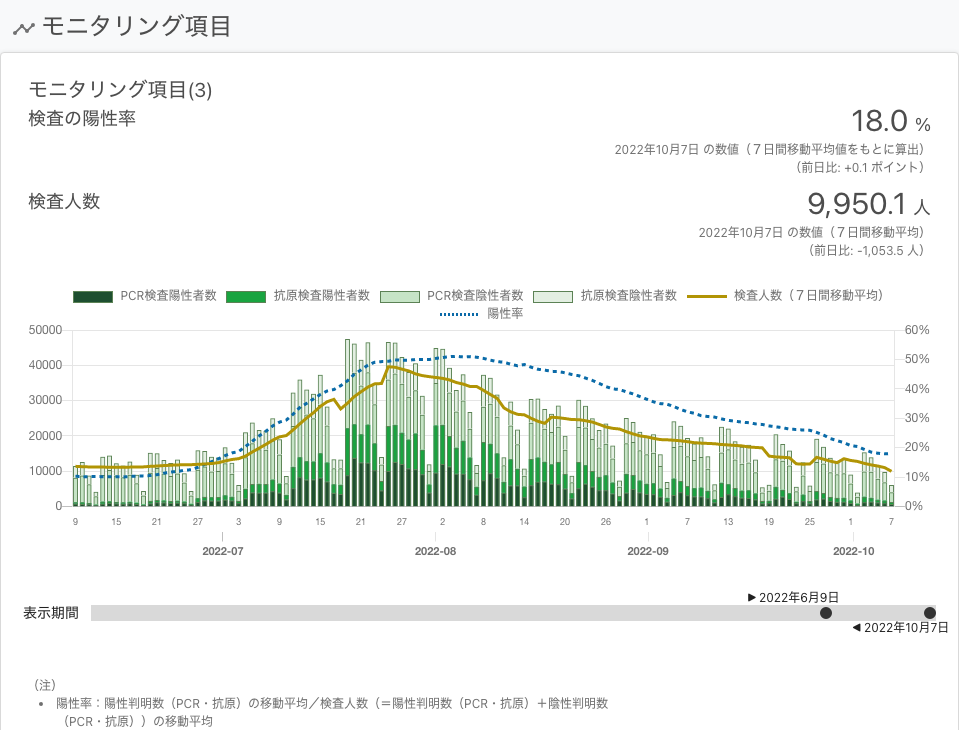 モニタリング項目
モニタリング項目(3)
検査の陽性率
18.0 %
2022年10月7日 の数値（７日間移動平均値をもとに算出）
（前日比: +0.1 ポイント）
検査人数
9,950.1 人
2022年10月7日 の数値（７日間移動平均）
（前日比: -1,053.5 人）
PCR検査陽性者数 抗原検査陽性者数 PCR検査陰性者数 抗原検査陰性者数 検査人数（７日間移動平均）
陽性率
50000 60%
50%
40000
40%
30000
30%
20000
20%
10000
10%
0 0%
9 15 21 27 3 9 15 21 27 2 8 14 20 26 1 7 13 19 25 1 7
2022-07 2022-08 2022-09 2022-10
▶ 2022年6月9日
表示期間
◀ 2022年10月7日
（注）
• 陽性率：陽性判明数（PCR・抗原）の移動平均／検査人数（＝陽性判明数（PCR・抗原）＋陰性判明数
（PCR・抗原））の移動平均